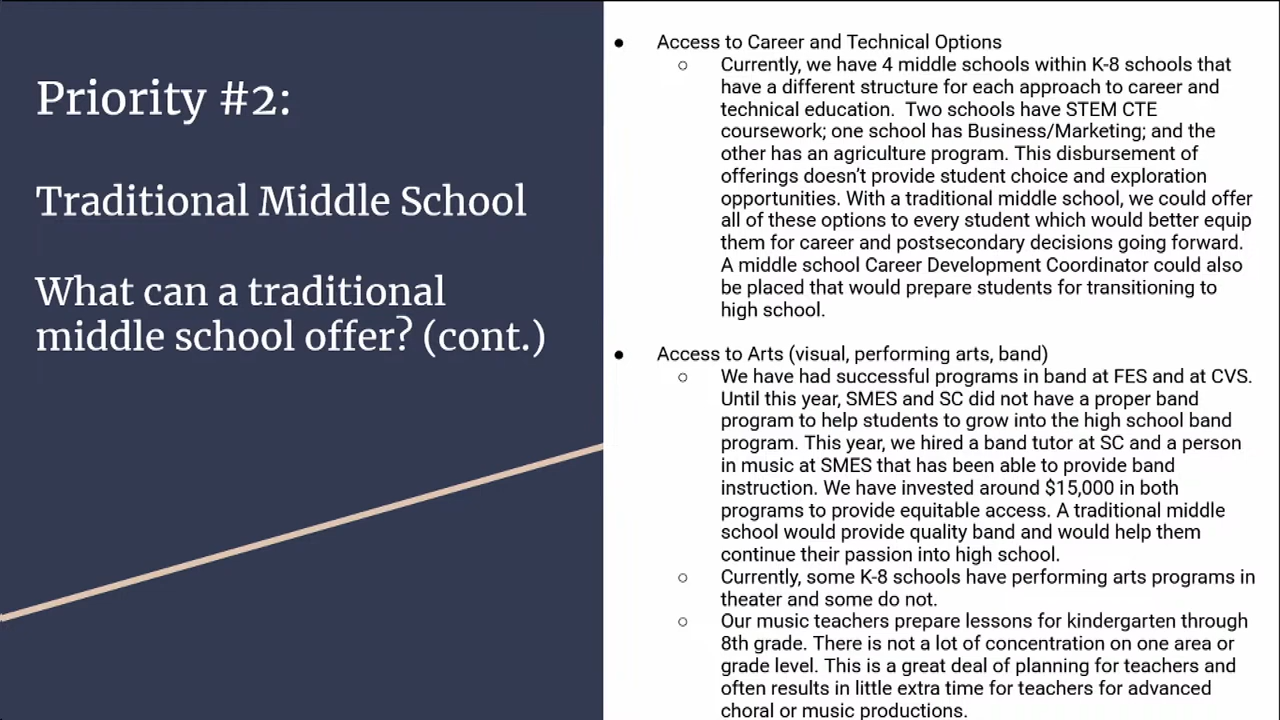 Priority #2:
Traditional Middle School
What can a traditional
middle school offer? (cont.)
● Access to Career and Technical Options
○ Currently, we have 4 middle schools within K-8 schools that
have a different structure for each approach to career and
technical education.  Two schools have STEM CTE
coursework; one school has Business/Marketing; and the
other has an agriculture program. This disbursement of
offerings doesn’t provide student choice and exploration
opportunities. With a traditional middle school, we could offer
all of these options to every student which would better equip
them for career and postsecondary decisions going forward.
A middle school Career Development Coordinator could also
be placed that would prepare students for transitioning to
high school.
● Access to Arts (visual, performing arts, band)
○ We have had successful programs in band at FES and at CVS.
Until this year, SMES and SC did not have a proper band
program to help students to grow into the high school band
program. This year, we hired a band tutor at SC and a person
in music at SMES that has been able to provide band
instruction. We have invested around $15,000 in both
programs to provide equitable access. A traditional middle
school would provide quality band and would help them
continue their passion into high school.
○ Currently, some K-8 schools have performing arts programs in
theater and some do not.
○ Our music teachers prepare lessons for kindergarten through
8th grade. There is not a lot of concentration on one area or
grade level. This is a great deal of planning for teachers and
often results in little extra time for teachers for advanced
choral or music productions.